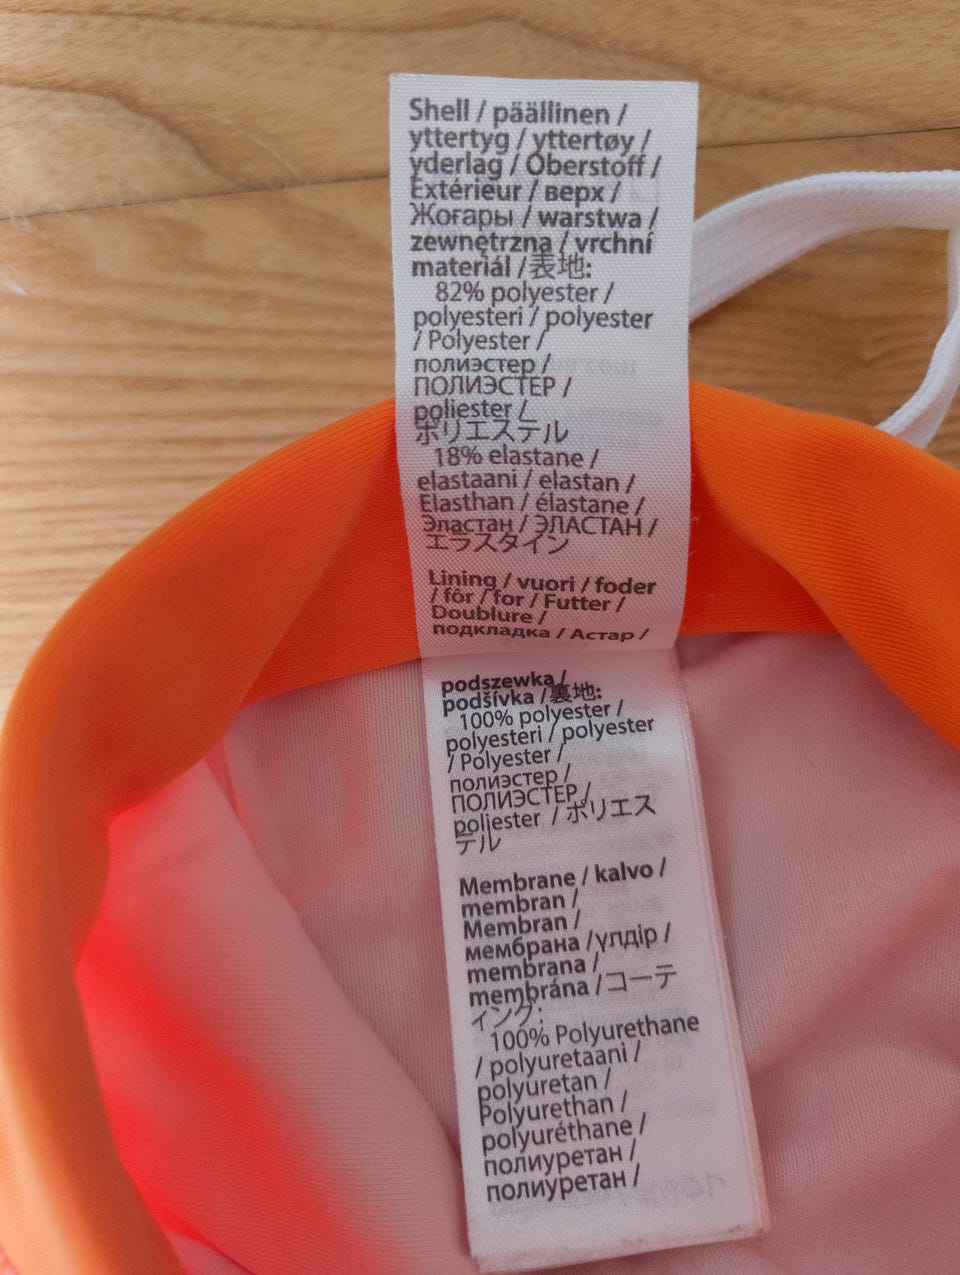 Shell / päällinen /
yttertyg / yttertøy /
yderlag / Oberstoff /
Extérieur / верх /
Жоғары / warstwa /
zewnętrzna / vrchní
materiál /表地:
82% polyester /
polyesteri / polyester
/ Polyester /
полиэстер /
ПОЛИЭСТЕР /
poliester /
ポリエステル
18% elastane /
elastaani / elastan /
Elasthan / élastane /
Эластан / ЭЛАСТАН /
エラスタイン
Lining / vuori / foder
/ fôr / for / Futter /
Doublure /
подкладка / Астар /
podszewka /
podšívka /裏地:
100% polyester /
polyesteri / polyester
/ Polyester /
полиэстер /
ПОЛИЭСТЕР /
poliester / ポリエス
テル
Membrane / kalvo /
membran /
Membran /
мембрана /үлдір /
membrana /
membrána /コーテ
ィング:
100% Polyurethane
/ polyuretaani /
polyuretan /
Polyurethan /
polyuréthane /
полиуретан /
полиуретан /